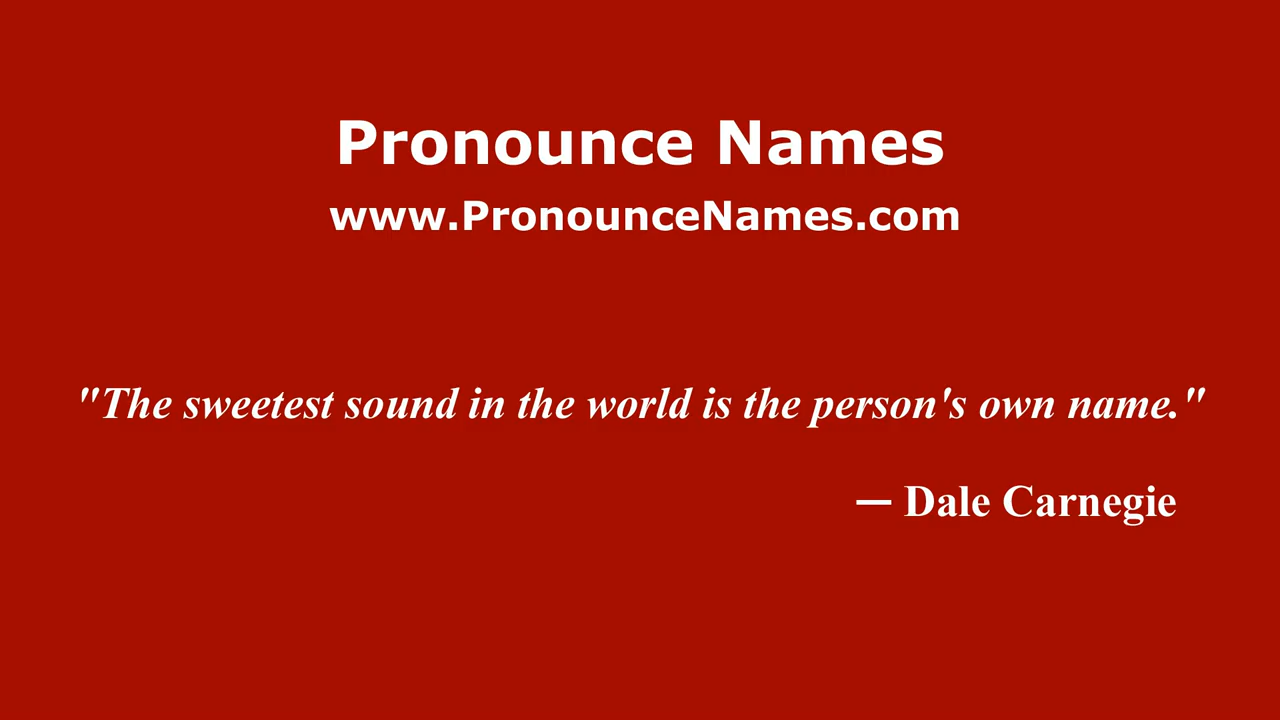 Pronounce Names
www.PronounceNames.com
"The sweetest sound in the world is the person's own name."
— Dale Carnegie